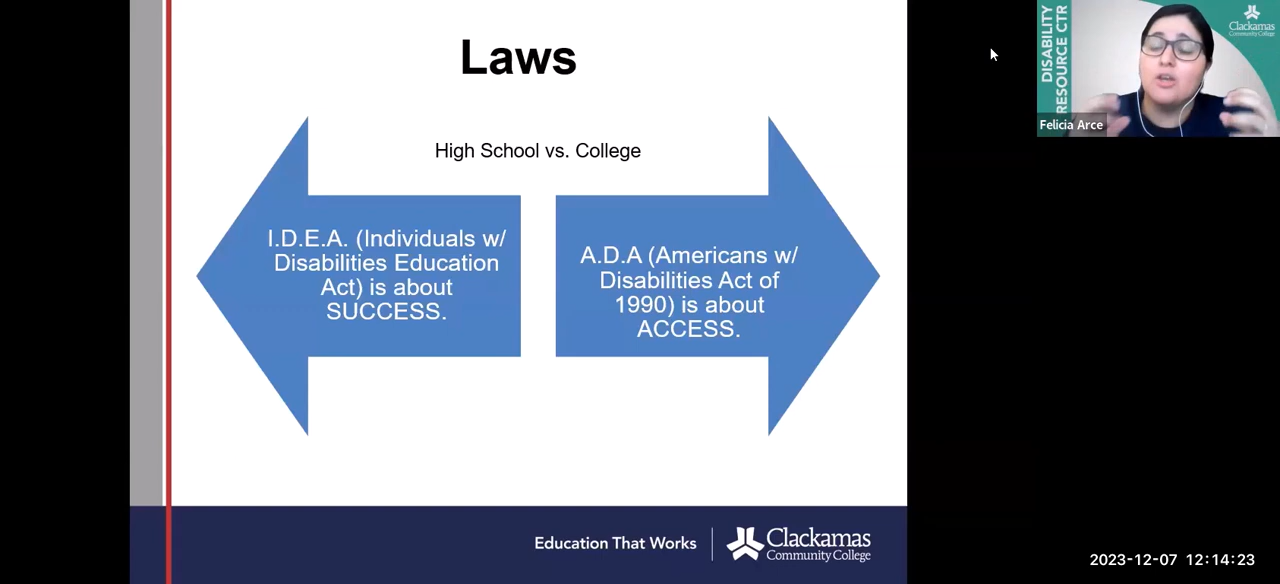 Laws
High School vs. College
I.D.E.A. (Individuals w/
Disabilities Education
Act) is about
SUCCESS.
A.D.A (Americans w/
Disabilities Act of
1990) is about
ACCESS.
Education That Works
Clackamas
Community College
DISABILITY
RESOURCE CTR
Clackamas
Community College
Felicia Arce
2023-12-07 12:14:23